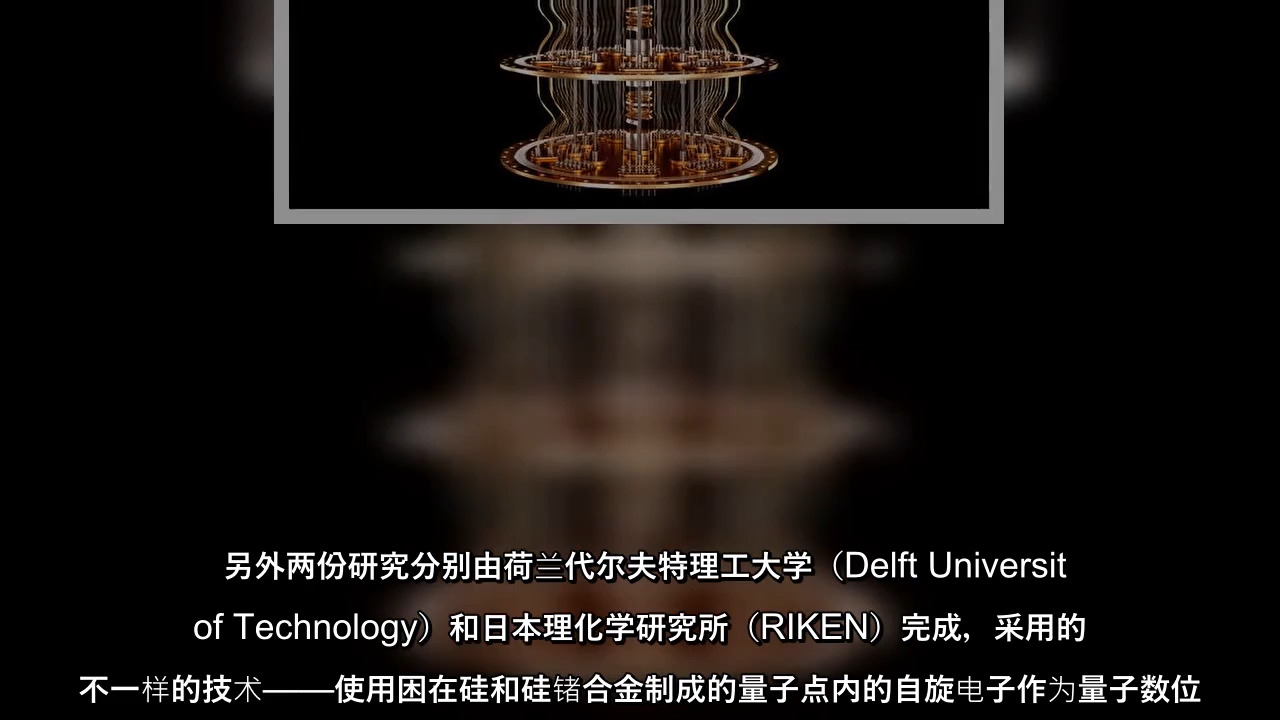 另外两份研究分别由荷兰代尔夫特理工大学（Delft Universit
of Technology）和日本理化学研究所（RIKEN）完成，采用的
不一样的技术——使用困在硅和硅锗合金制成的量子点内的自旋电子作为量子数位